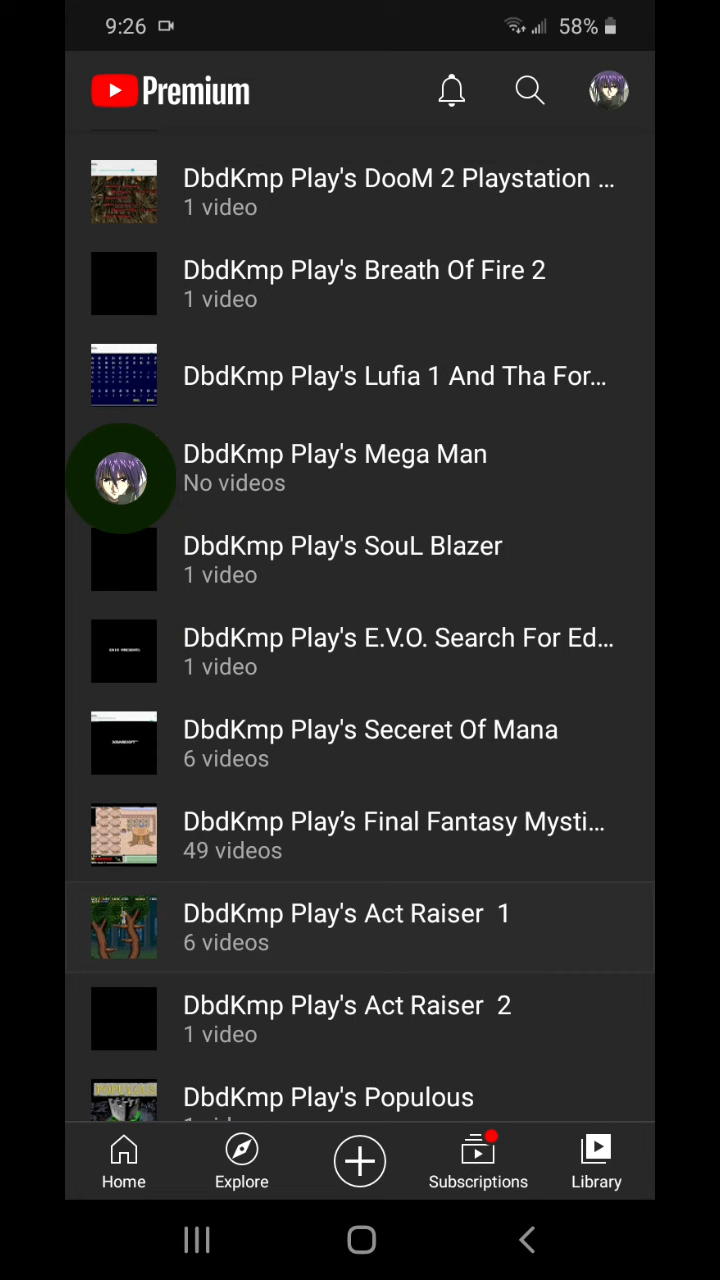 9:26
58%
Premium
DbdKmp Play's DooM 2 Playstation ...
1 video
DbdKmp Play's Breath Of Fire 2
1 video
DbdKmp Play's Lufia 1 And Tha For...
DbdKmp Play's Mega Man
No videos
DbdKmp Play's SouL Blazer
1 video
DbdKmp Play's E.V.O. Search For Ed...
1 video
DbdKmp Play's Seceret Of Mana
6 videos
DbdKmp Play’s Final Fantasy Mysti...
49 videos
DbdKmp Play's Act Raiser  1
6 videos
DbdKmp Play's Act Raiser  2
1 video
DbdKmp Play's Populous
Home
Explore
Subscriptions
Library